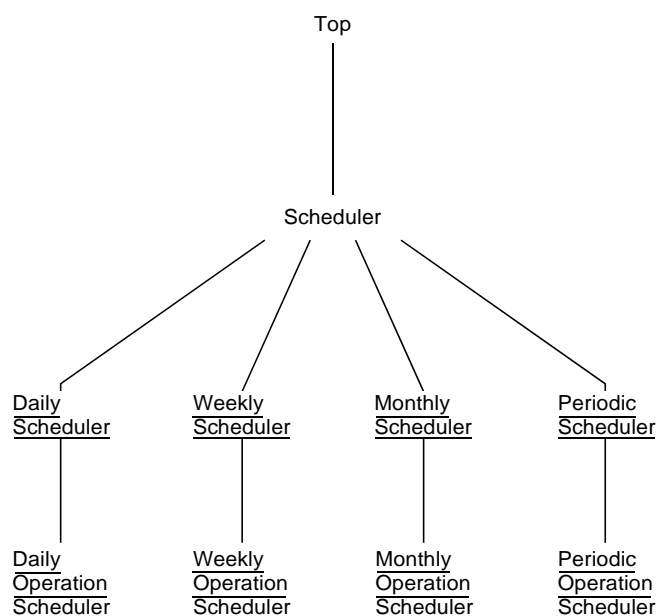 Top
Scheduler
Daily
Scheduler
Weekly
Scheduler
Monthly
Scheduler
Periodic
Scheduler
Daily
Operation
Scheduler
Weekly
Operation
Scheduler
Monthly
Operation
Scheduler
Periodic
Operation
Scheduler